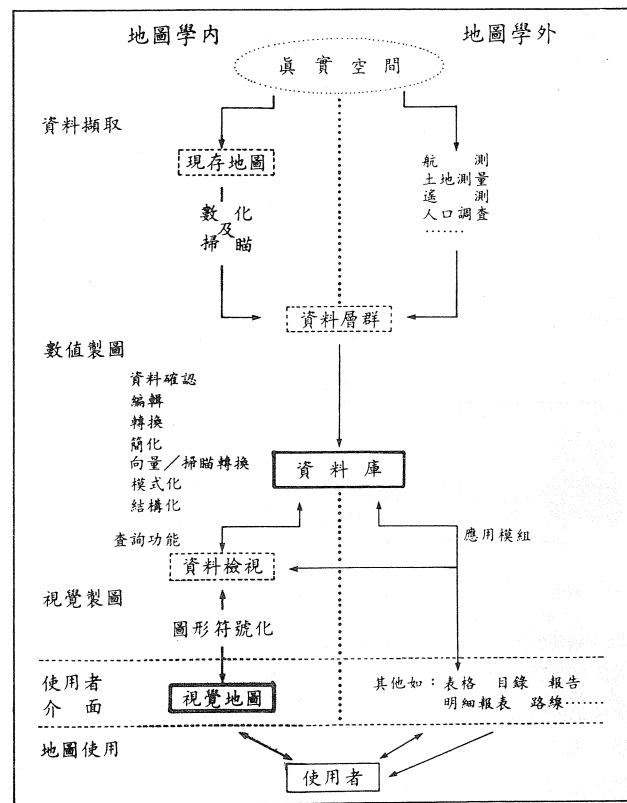 地圖學內
地圖學外
眞實空間
資料擷取
現存地圖
航測
土地測量
遙測
人口調查
⋯⋯
數化
及
掃瞄
資料層群
數值製圖
資料確認
編輯
轉換
簡化
向量／掃瞄轉換
模式化
結構化
資料庫
查詢功能
應用模組
資料檢視
視覺製圖
圖形符號化
使用者
介面
視覺地圖
其他如：表格 目錄 報告
明細報表 路線⋯⋯
地圖使用
使用者